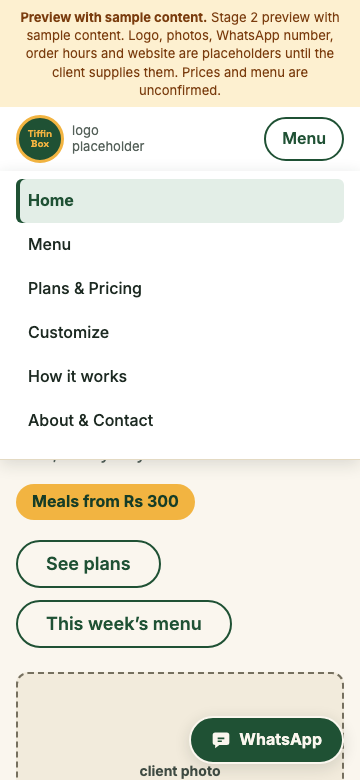 Preview with sample content. Stage 2 preview with
sample content. Logo, photos, WhatsApp number,
order hours and website are placeholders until the
client supplies them. Prices and menu are
unconfirmed.
Tiffin
Box
logo
placeholder
Menu
Home
Menu
Plans & Pricing
Customize
How it works
About & Contact
Meals from Rs 300
See plans
This week’s menu
WhatsApp
client photo